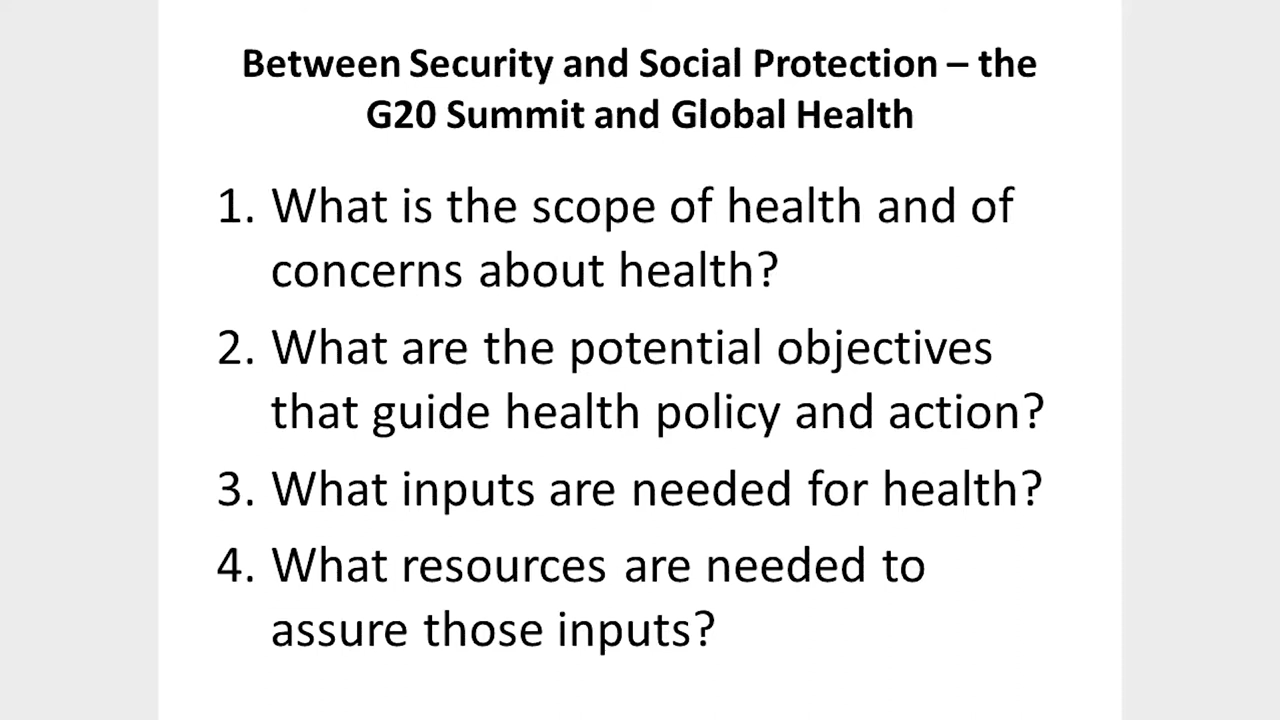 Between Security and Social Protection – the
G20 Summit and Global Health
1. What is the scope of health and of
concerns about health?
2. What are the potential objectives
that guide health policy and action?
3. What inputs are needed for health?
4. What resources are needed to
assure those inputs?